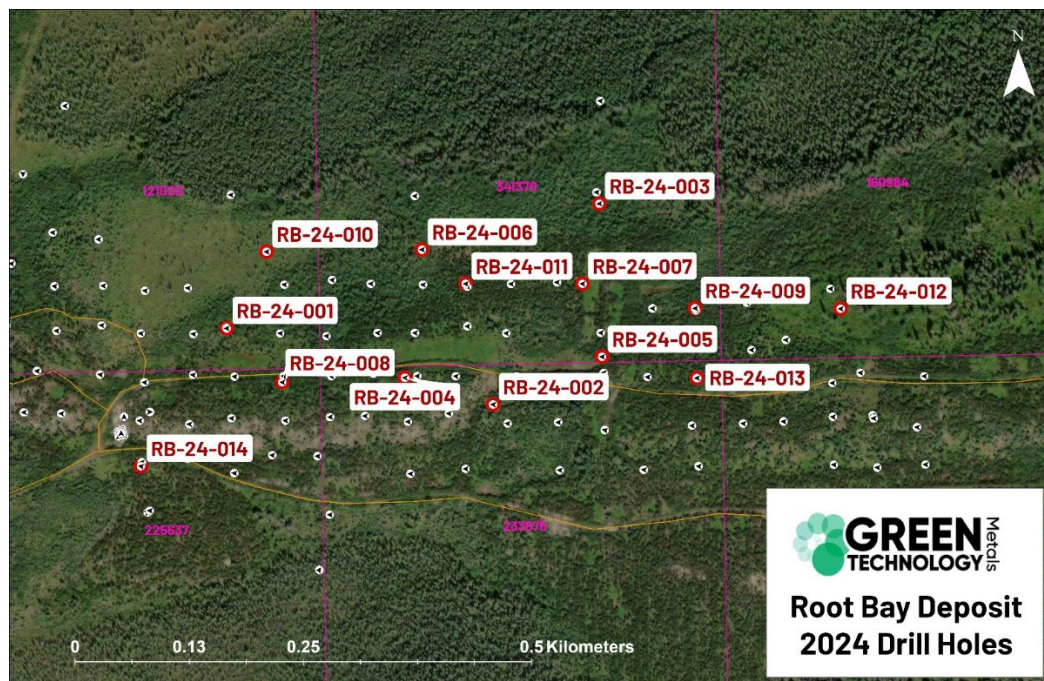 N
160984
RB-24-003
RB-24-010
RB-24-006
RB-24-011
RB-24-007
RB-24-001
RB-24-009
RB-24-012
RB-24-005
RB-24-008
RB-24-004
RB-24-002
RB-24-013
RB-24-014
225637
GREEN
TECHNOLOGY
Metals
Root Bay Deposit
2024 Drill Holes
0 0.13 0.25 0.5 Kilometers